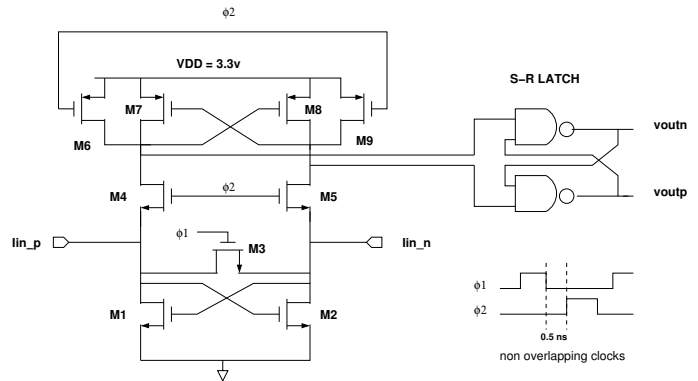 ϕ2
VDD = 3.3v
S−R LATCH
M7
M8
M6
M9
voutn
M4
ϕ2
M5
voutp
Iin_p
ϕ1
M3
Iin_n
M1
M2
ϕ1
ϕ2
0.5 ns
non overlapping clocks